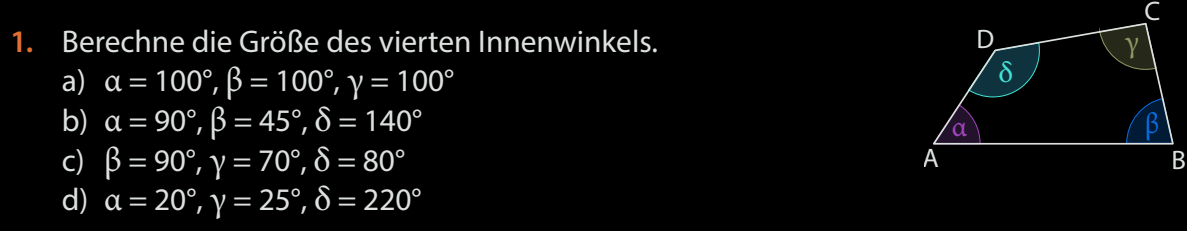 1. Berechne die Größe des vierten Innenwinkels.
a) α = 100°, β = 100°, γ = 100°
b) α = 90°, β = 45°, δ = 140°
c) β = 90°, γ = 70°, δ = 80°
d) α = 20°, γ = 25°, δ = 220°
C
D
γ
δ
α
β
A
B